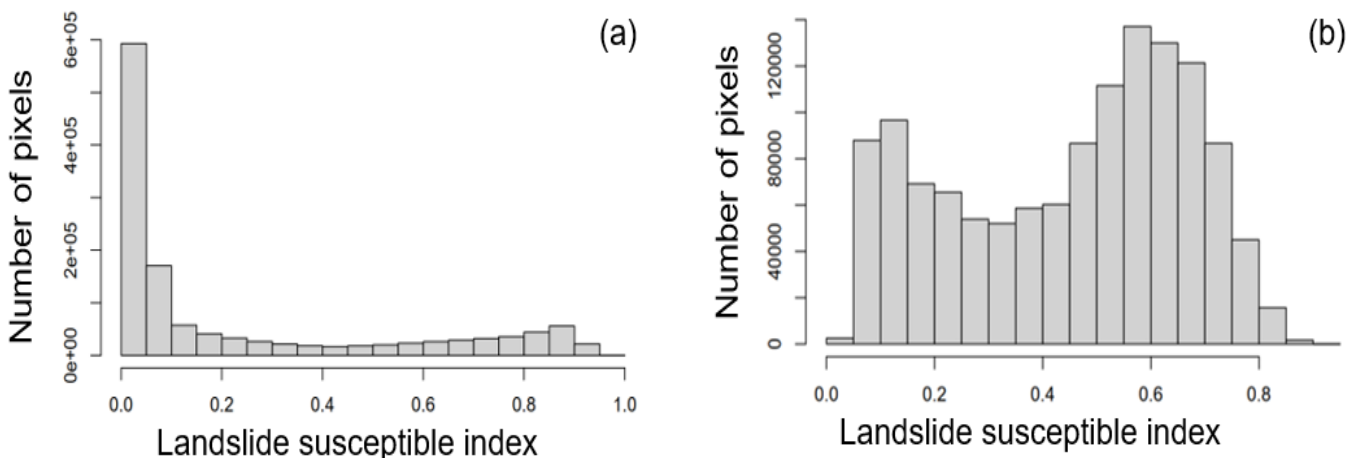 (a)
Number of pixels
6e+05
4e+05
2e+05
0e+00
0.0 0.2 0.4 0.6 0.8 1.0
Landslide susceptible index
(b)
Number of pixels
120000
80000
40000
0
0.0 0.2 0.4 0.6 0.8
Landslide susceptible index